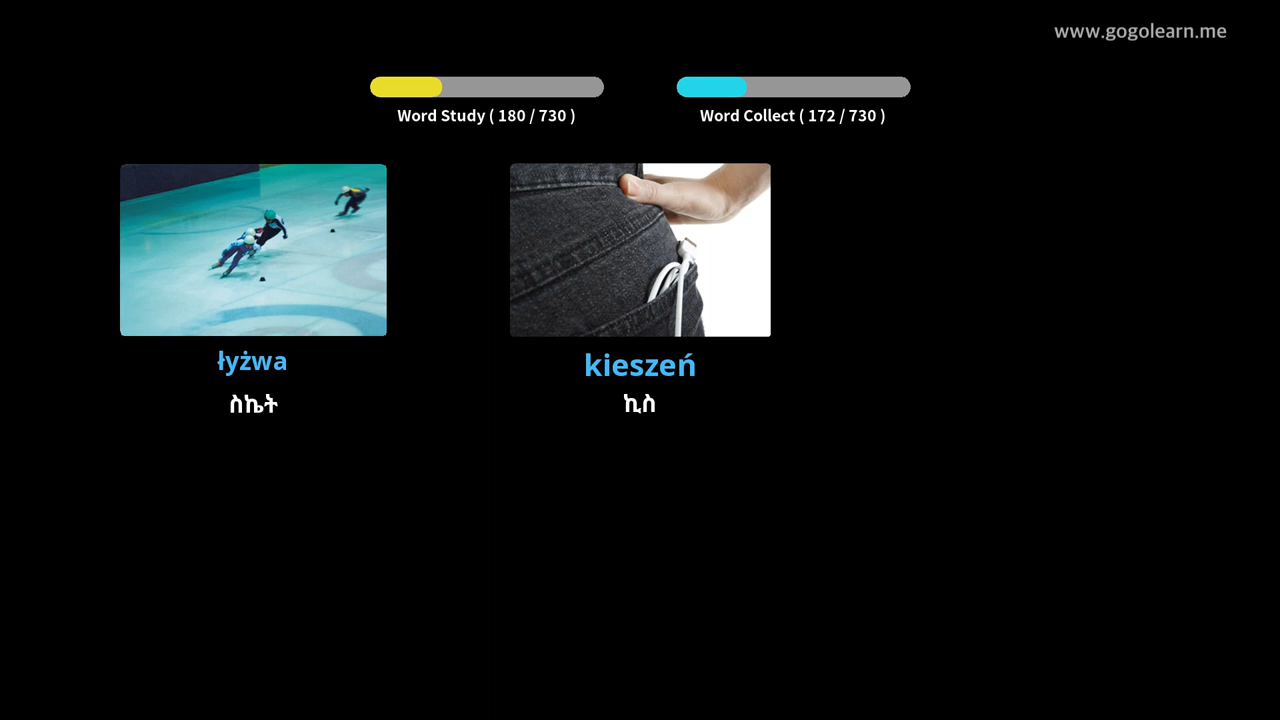 www.gogolearn.me
Word Study ( 180 / 730 )
Word Collect ( 172 / 730 )
łyżwa
ስኬት
kieszeń
ኪስ